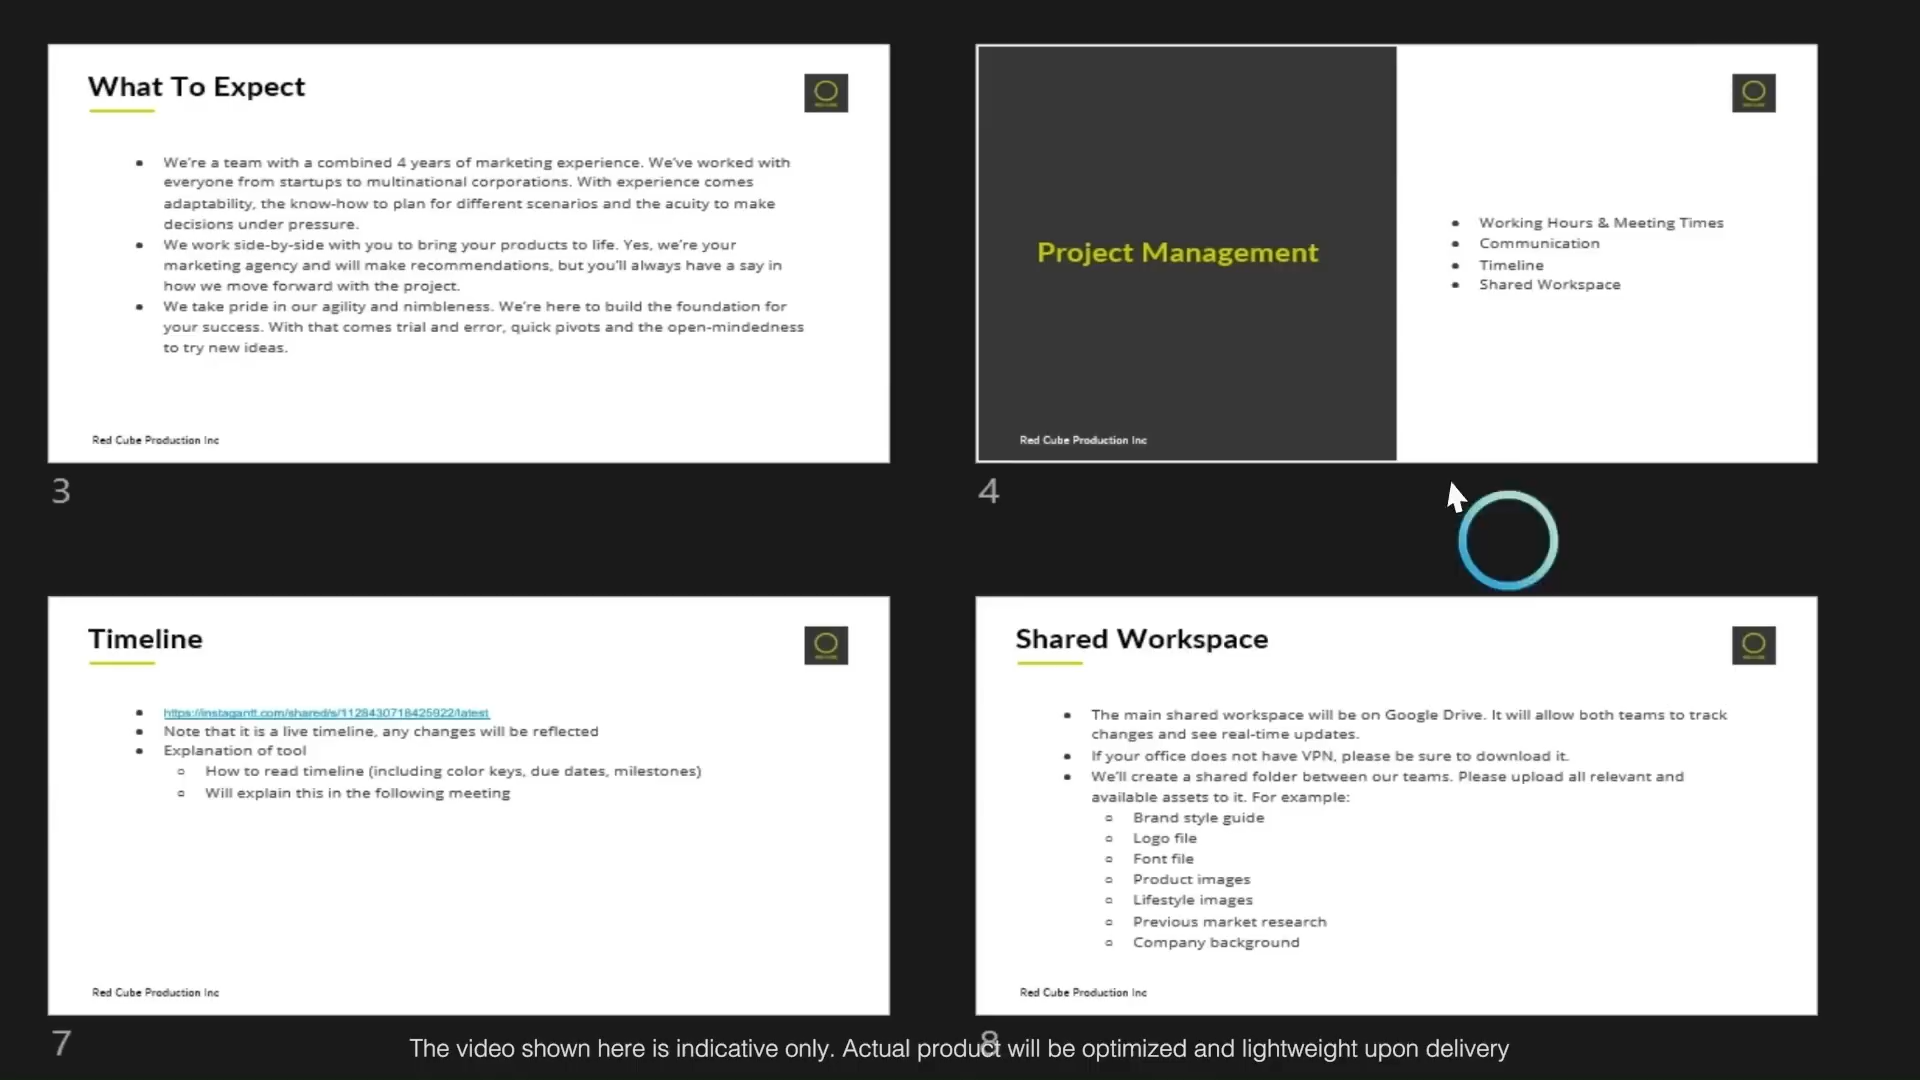 What To Expect
• We're a team with a combined 4 years of marketing experience. We've worked with
everyone from startups to multinational corporations. With experience comes
adaptability, the know-how to plan for different scenarios and the acuity to make
decisions under pressure.
• We work side-by-side with you to bring your products to life. Yes, we're your
marketing agency and will make recommendations, but you'll always have a say in
how we move forward with the project.
• We take pride in our agility and nimbleness. We're here to build the foundation for
your success. With that comes trial and error, quick pivots and the open-mindedness
to try new ideas.
Red Cube Production Inc
3
Project Management
• Working Hours & Meeting Times
• Communication
• Timeline
• Shared Workspace
Red Cube Production Inc
4
Timeline
• https://instagantt.com/shared/s/1128430718425922/latest
• Note that it is a live timeline, any changes will be reflected
• Explanation of tool
○ How to read timeline (including color keys, due dates, milestones)
○ Will explain this in the following meeting
Red Cube Production Inc
7
Shared Workspace
• The main shared workspace will be on Google Drive. It will allow both teams to track
changes and see real-time updates.
• If your office does not have VPN, please be sure to download it.
• We'll create a shared folder between our teams. Please upload all relevant and
available assets to it. For example:
○ Brand style guide
○ Logo file
○ Font file
○ Product images
○ Lifestyle images
○ Previous market research
○ Company background
Red Cube Production Inc
8
The video shown here is indicative only. Actual product will be optimized and lightweight upon delivery